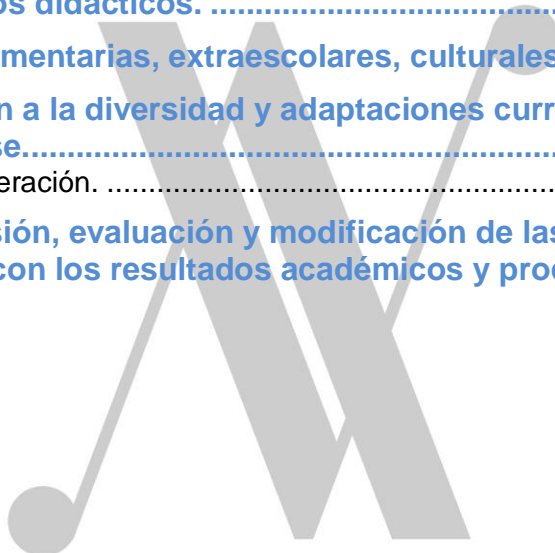 os didácticos. ................................................
mentarias, extraescolares, culturales
n a la diversidad y adaptaciones curr
se................................................................
eración. .......................................................
sión, evaluación y modificación de las
con los resultados académicos y pro